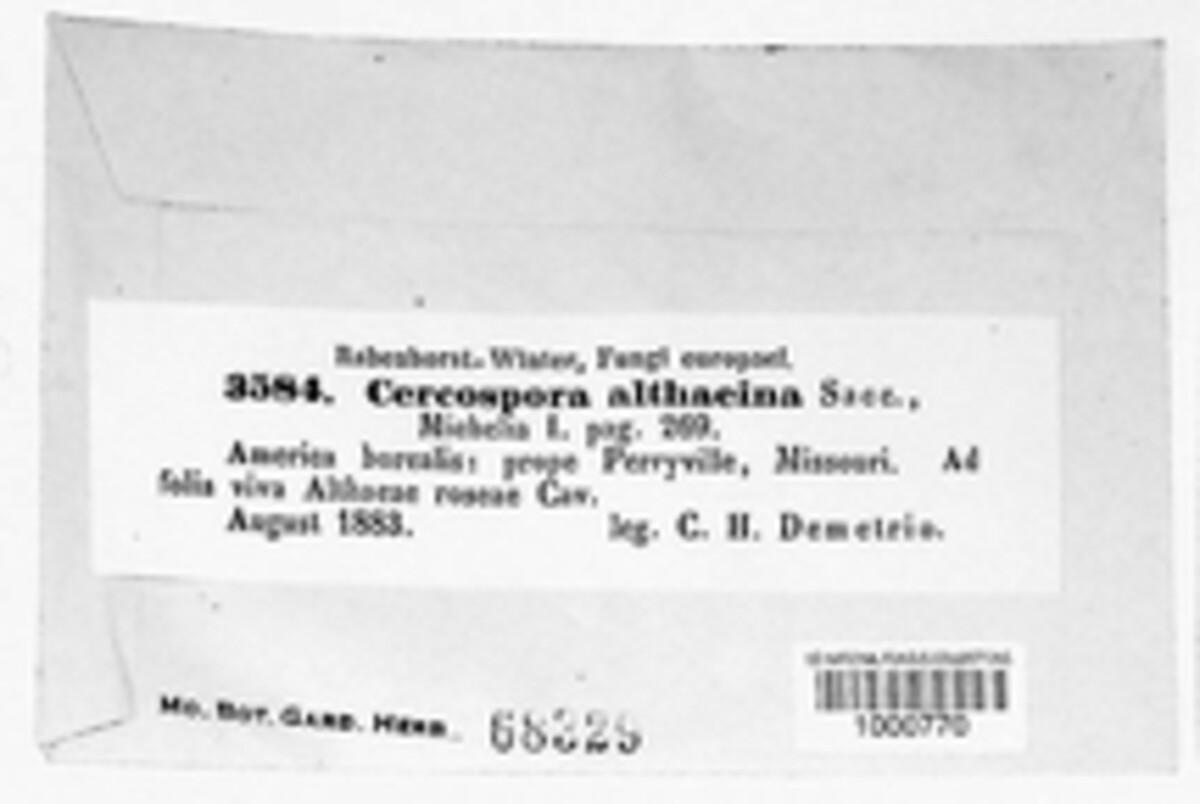 Rabenhorst-Winter, Fungi europaei.
3584. Cercospora althaeina Sacc.,
Michelia I. pag. 269.
America borealis: prope Perryville, Missouri. Ad
folia viva Althaeae roseae Cav.
August 1883. leg. C. H. Demetrio.
MO. BOT. GARD. HERB. 68329
1000770